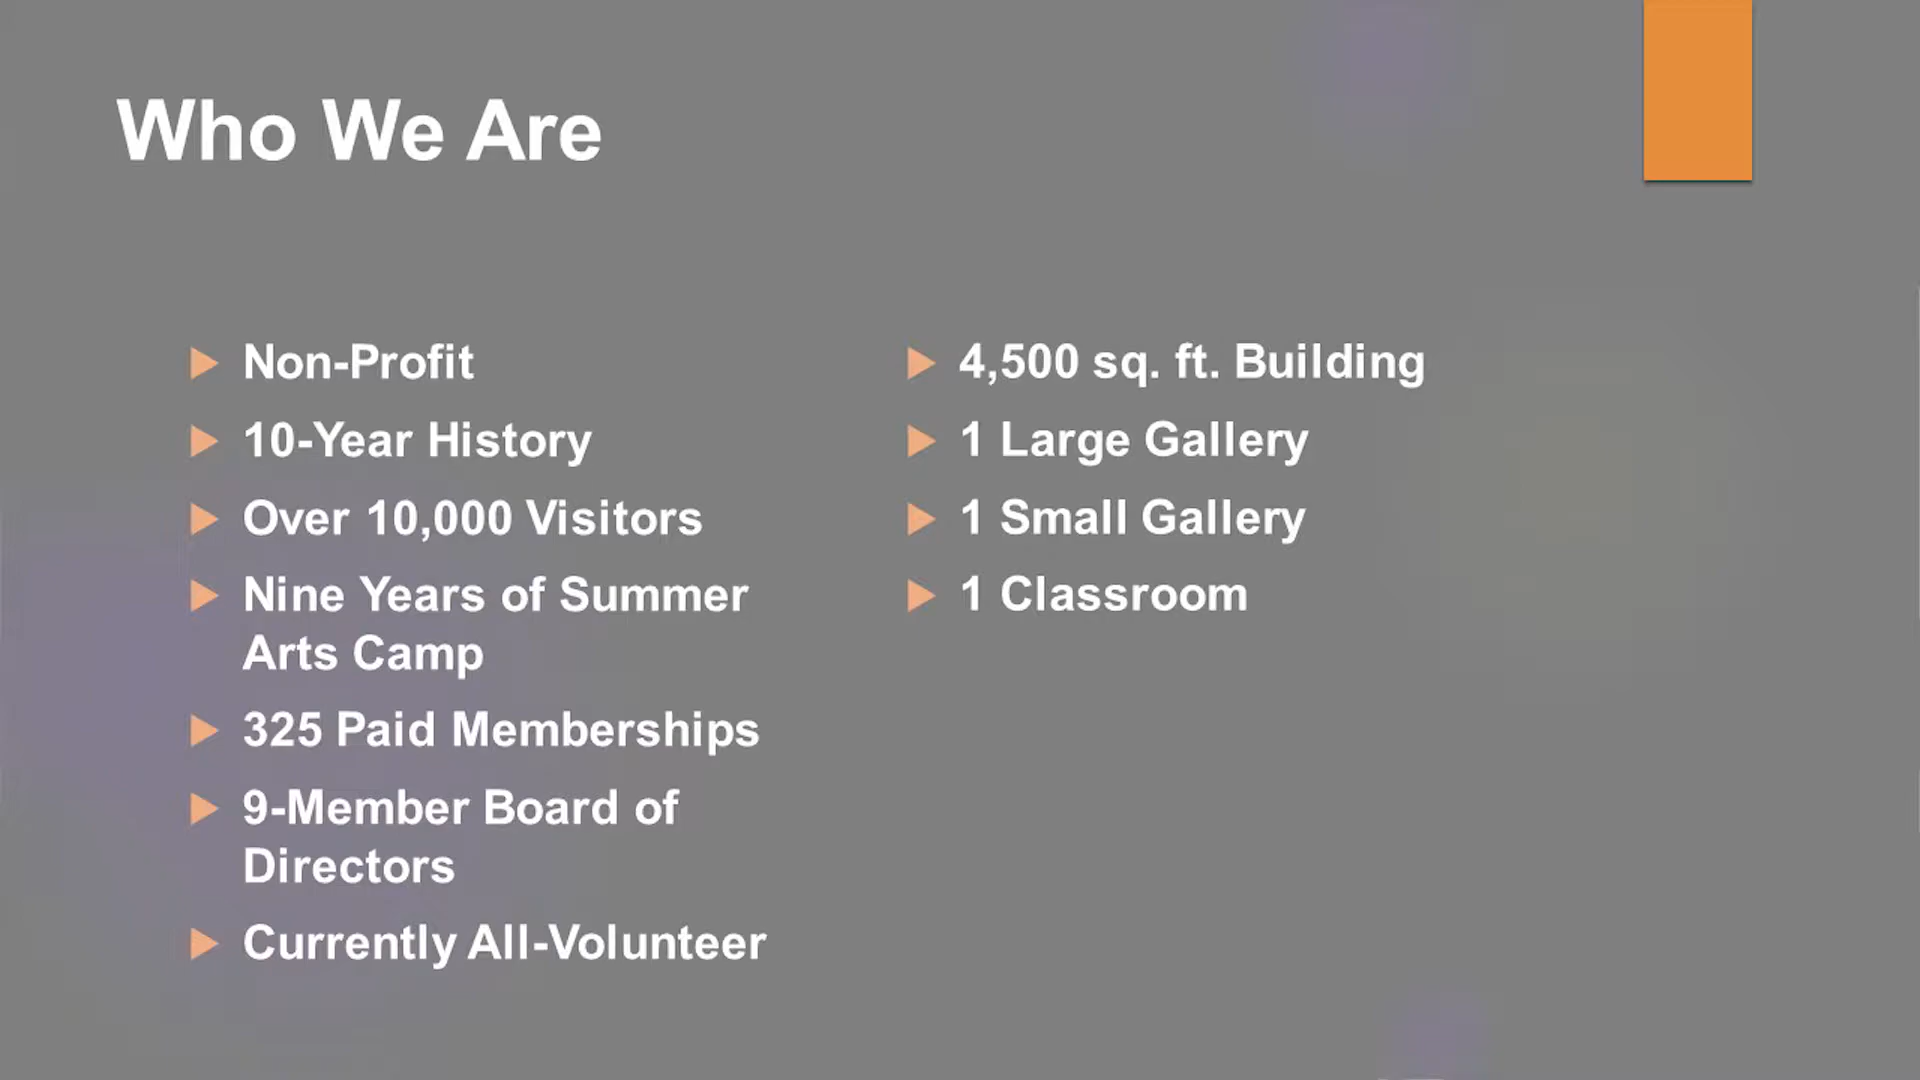 Who We Are
Non-Profit
10-Year History
Over 10,000 Visitors
Nine Years of Summer
Arts Camp
325 Paid Memberships
9-Member Board of
Directors
Currently All-Volunteer
4,500 sq. ft. Building
1 Large Gallery
1 Small Gallery
1 Classroom